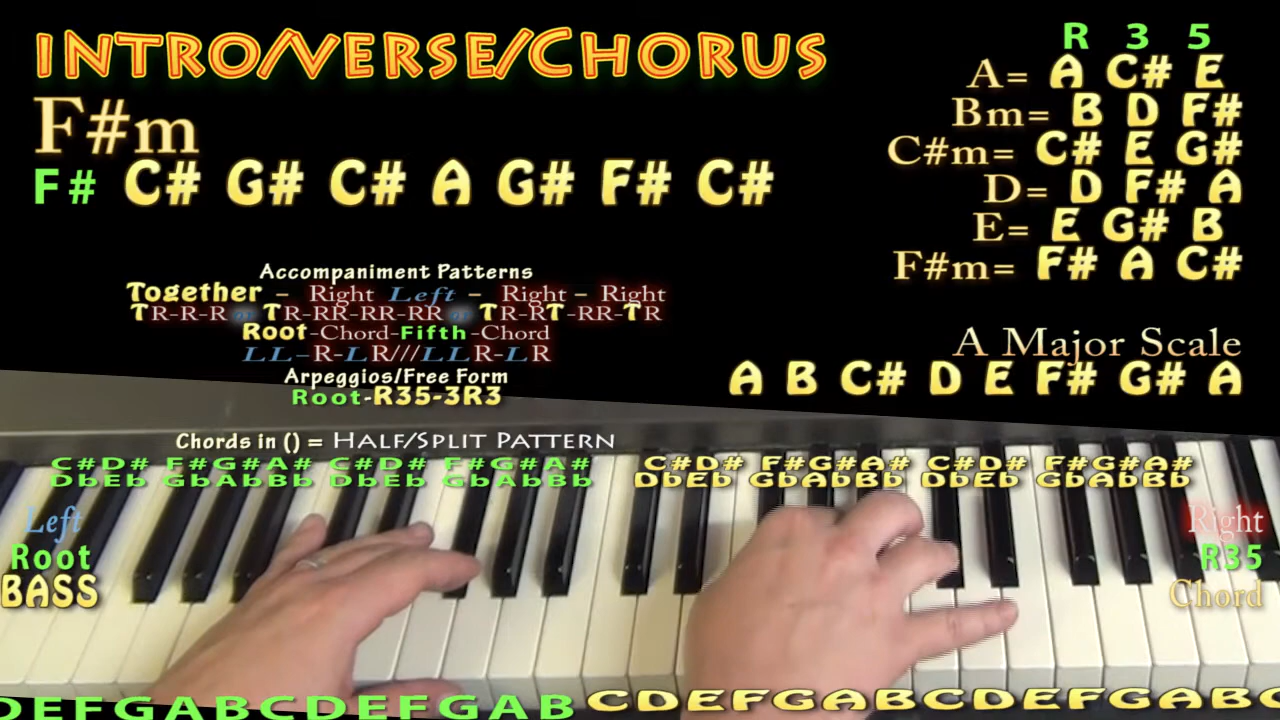 INTRO/VERSE/CHORUS
F#m
F# C# G# C# A G# F# C#
R 3 5
A= A C# E
Bm= B D F#
C#m= C# E G#
D= D F# A
E= E G# B
F#m= F# A C#
A Major Scale
A B C# D E F# G# A
Accompaniment Patterns
Together – Right Left – Right – Right
TR-R-R or TR-RR-RR-RR or TR-RT-RR-TR
Root-Chord-Fifth-Chord
LL-R-LR///LLR-LR
Arpeggios/Free Form
Root-R35-3R3
Chords in () = HALF/SPLIT PATTERN
C#D# F#G#A# C#D# F#G#A# C#D# F#G#A# C#D# F#G#A#
DbEb GbAbBb DbEb GbAbBb DbEb GbAbBb DbEb GbAbBb
Left
Root
BASS
Right
R35
Chord
DEFGABCDEFGAB CDEFGABCDEFGABC